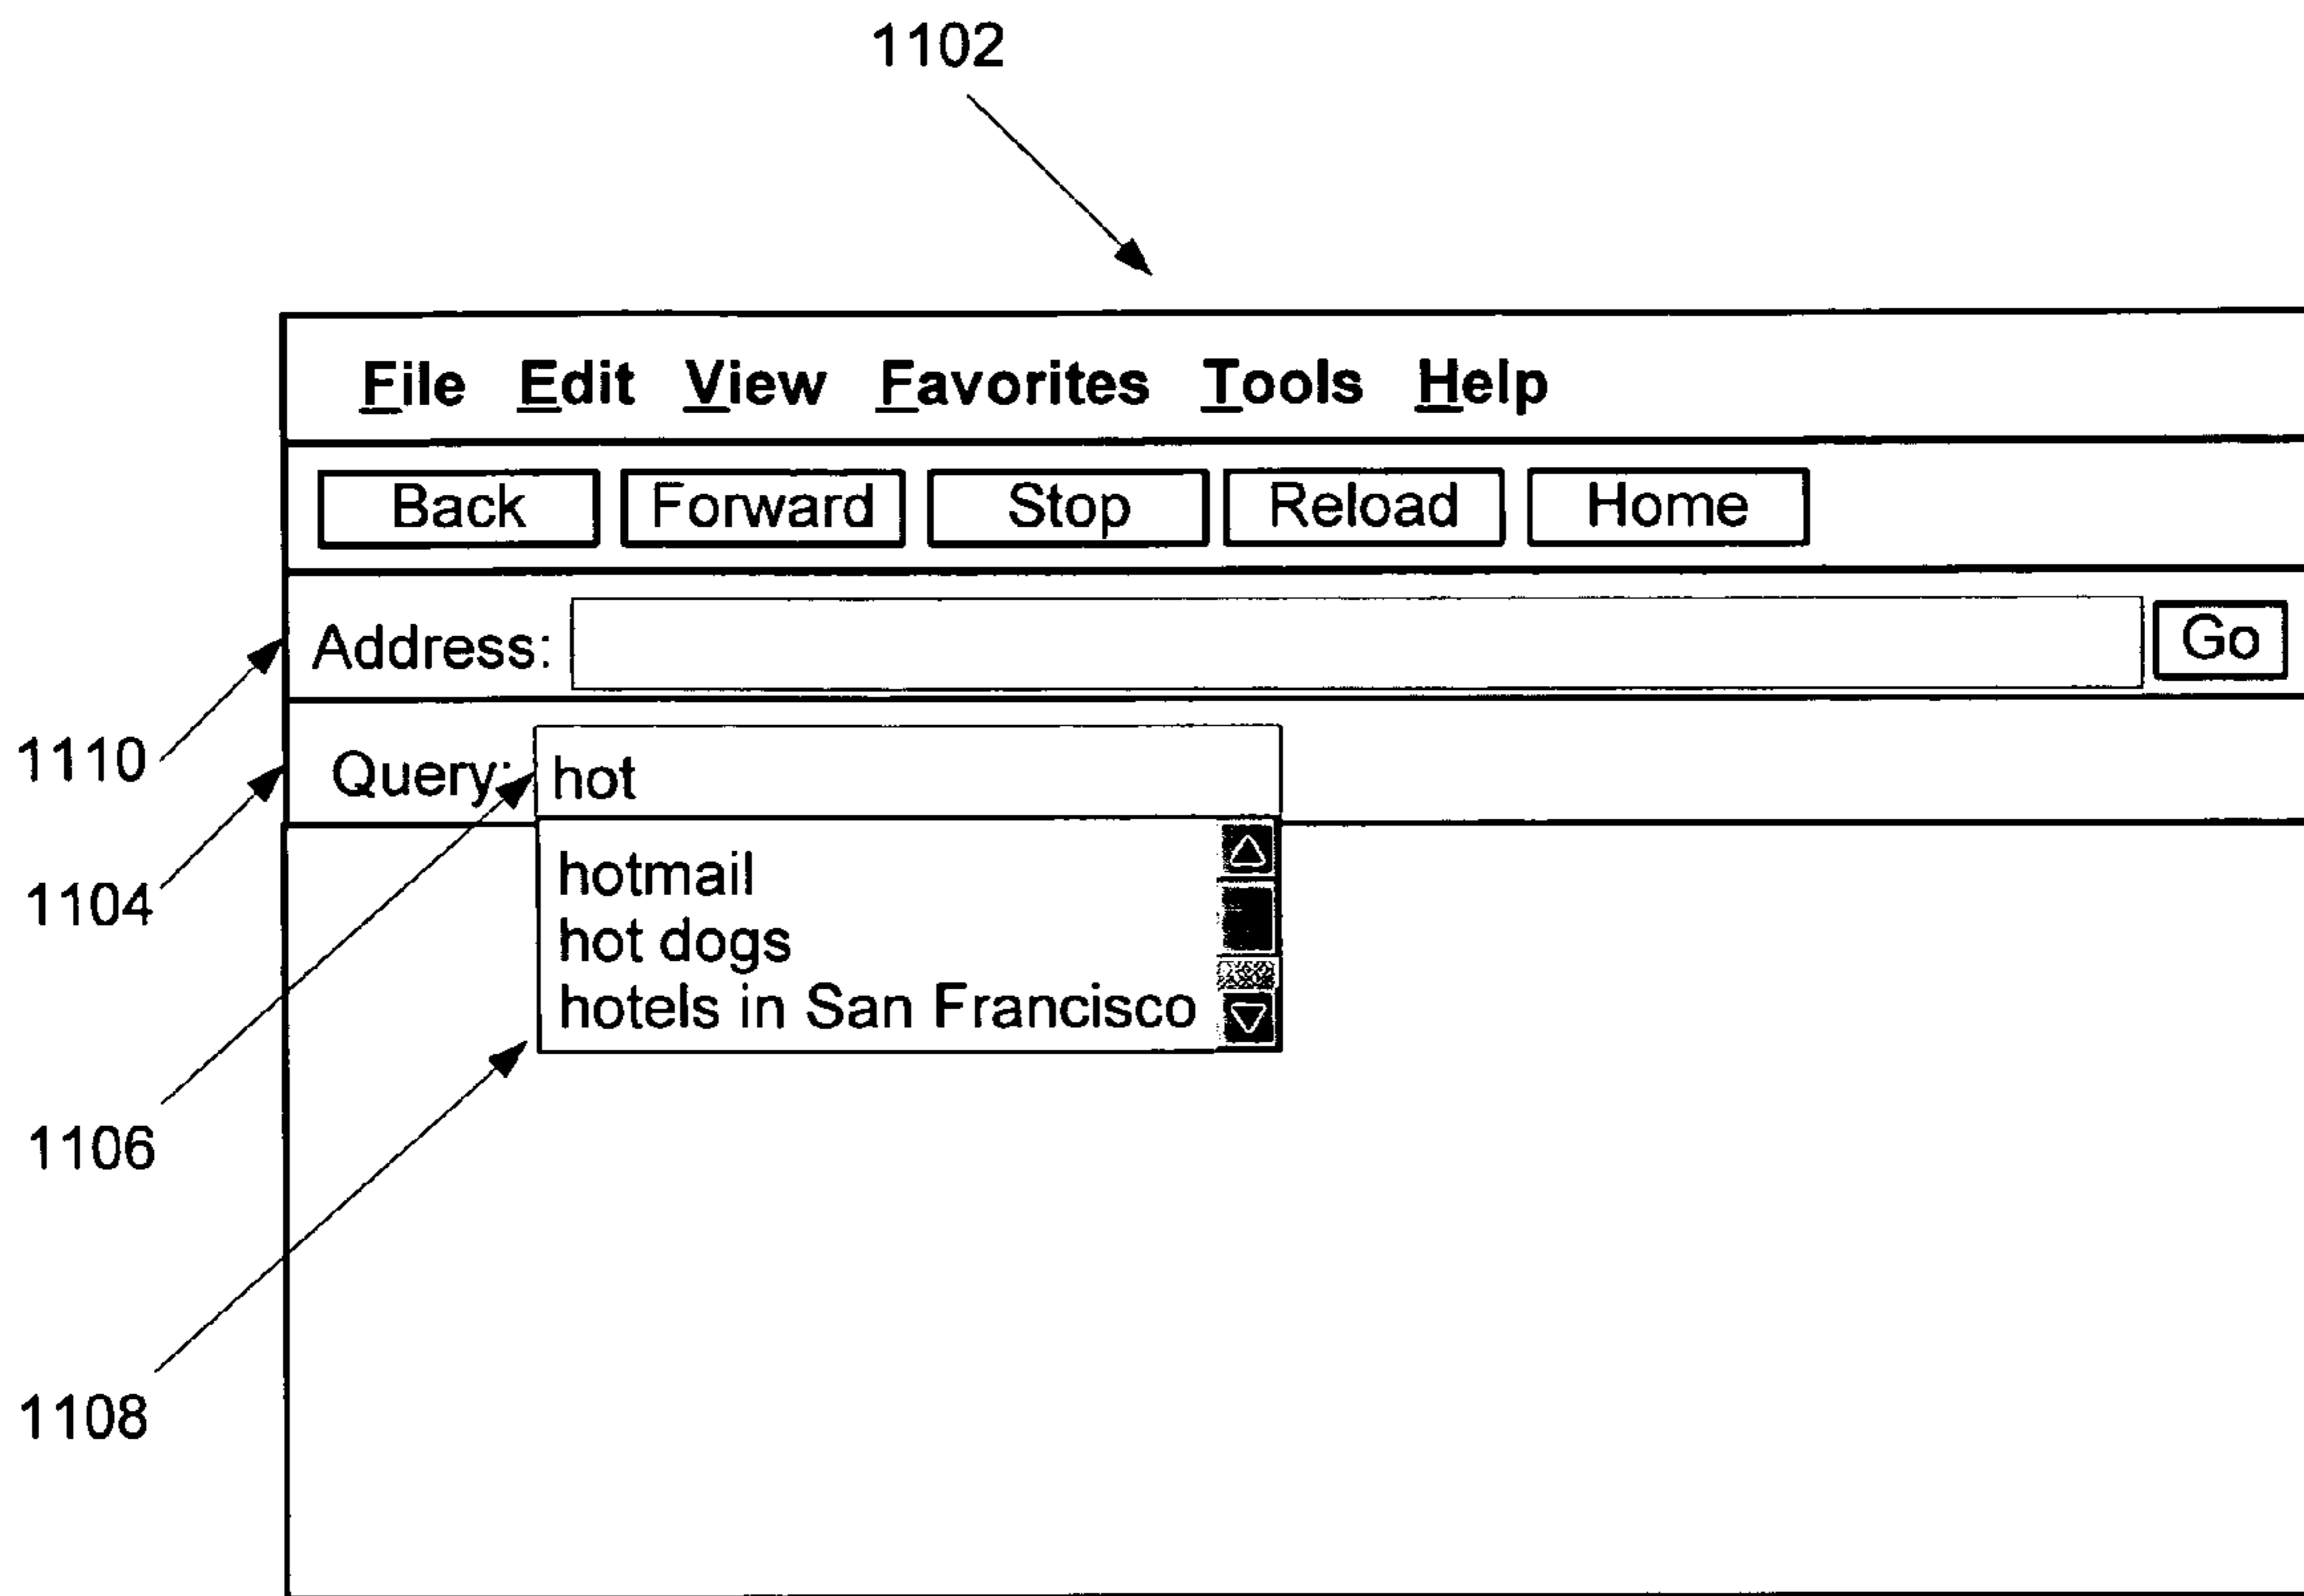 1102
File Edit View Favorites Tools Help
Back Forward Stop Reload Home
Address: Go
1110
Query: hot
1104
hotmail
hot dogs
hotels in San Francisco
1106
1108